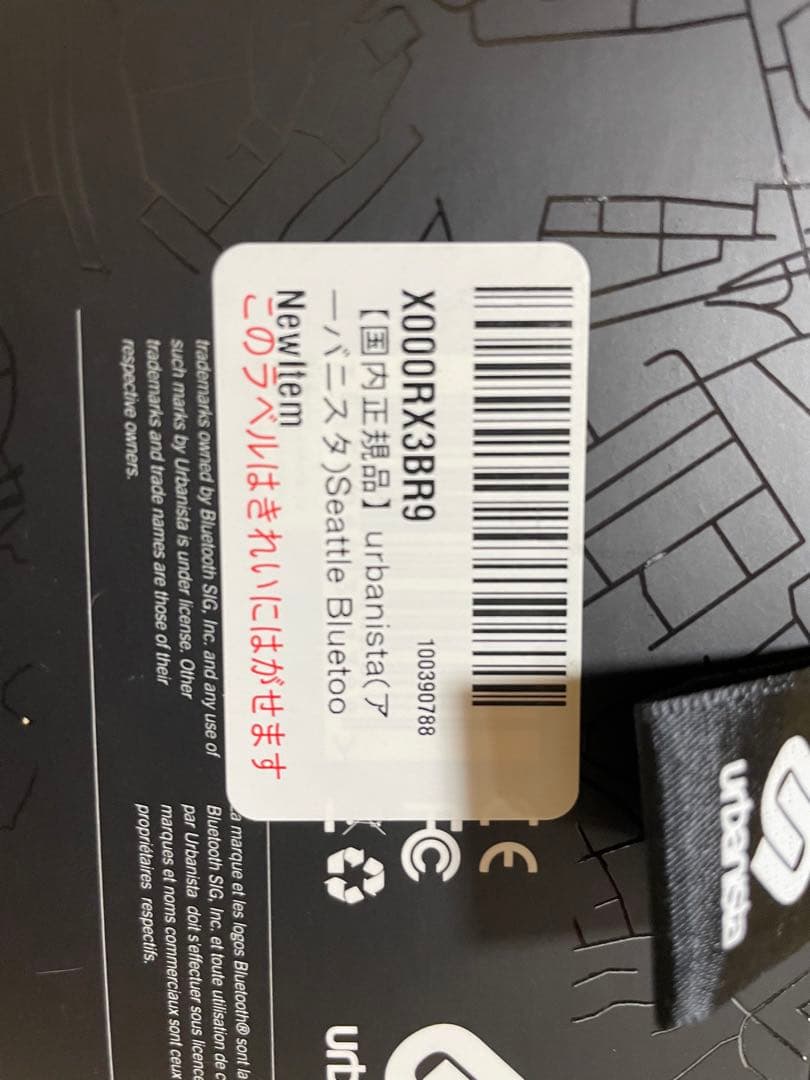 X000RX3BR9
100390788
【国内正規品】 urbanista(ア
ーバニスタ)Seattle Bluetoo
NewItem
このラベルはきれいにはがせます
trademarks owned by Bluetooth SIG, Inc. and any use of
such marks by Urbanista is under license. Other
trademarks and trade names are those of their
respective owners.
La marque et les logos Bluetooth® sont la
Bluetooth SIG, Inc. et toute utilisation de c
par Urbanista doit s'effectuer sous licence
marques et noms commerciaux sont ceux
propriétaires respectifs.
CE
FC
urbanista
urb